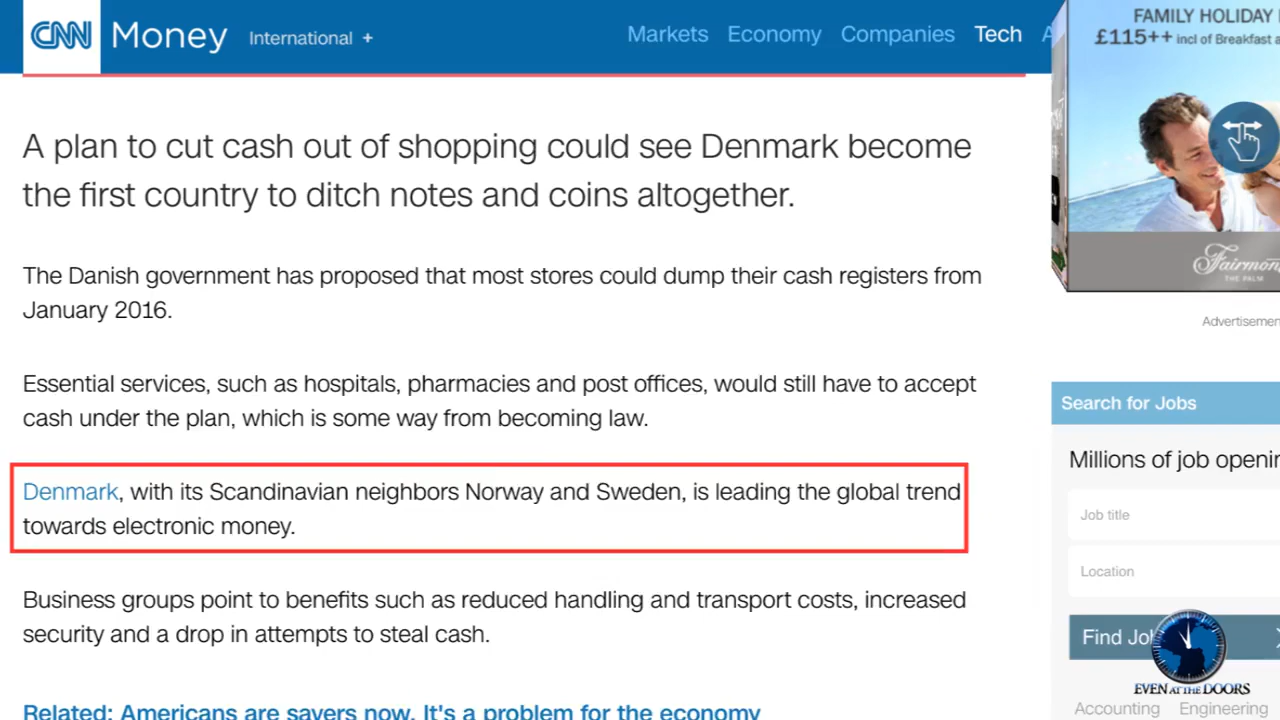 CNN Money International +
Markets Economy Companies Tech
A plan to cut cash out of shopping could see Denmark become
the first country to ditch notes and coins altogether.
The Danish government has proposed that most stores could dump their cash registers from
January 2016.
Essential services, such as hospitals, pharmacies and post offices, would still have to accept
cash under the plan, which is some way from becoming law.
Denmark, with its Scandinavian neighbors Norway and Sweden, is leading the global trend
towards electronic money.
Business groups point to benefits such as reduced handling and transport costs, increased
security and a drop in attempts to steal cash.
Related: Americans are savers now. It's a problem for the economy
FAMILY HOLIDAY
£115++ incl of Breakfast
Fairmon
THE PALM
Advertisemen
Search for Jobs
Millions of job openin
Job title
Location
Find Jo
EVEN AT THE DOORS
Accounting Engineering